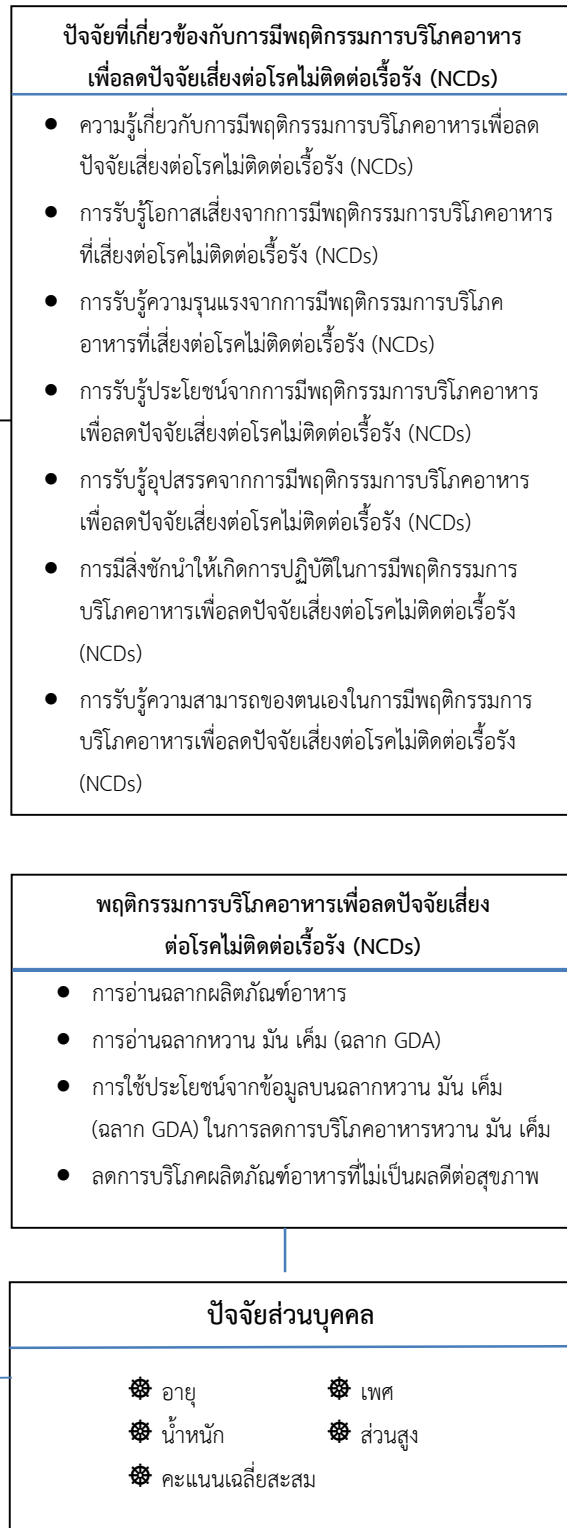 ปัจจัยที่เกี่ยวข้องกับการมีพฤติกรรมการบริโภคอาหาร
เพื่อลดปัจจัยเสี่ยงต่อโรคไม่ติดต่อเรื้อรัง (NCDs)
● ความรู้เกี่ยวกับการมีพฤติกรรมการบริโภคอาหารเพื่อลด
ปัจจัยเสี่ยงต่อโรคไม่ติดต่อเรื้อรัง (NCDs)
● การรับรู้โอกาสเสี่ยงจากการมีพฤติกรรมการบริโภคอาหาร
ที่เสี่ยงต่อโรคไม่ติดต่อเรื้อรัง (NCDs)
● การรับรู้ความรุนแรงจากการมีพฤติกรรมการบริโภค
อาหารที่เสี่ยงต่อโรคไม่ติดต่อเรื้อรัง (NCDs)
● การรับรู้ประโยชน์จากการมีพฤติกรรมการบริโภคอาหาร
เพื่อลดปัจจัยเสี่ยงต่อโรคไม่ติดต่อเรื้อรัง (NCDs)
● การรับรู้อุปสรรคจากการมีพฤติกรรมการบริโภคอาหาร
เพื่อลดปัจจัยเสี่ยงต่อโรคไม่ติดต่อเรื้อรัง (NCDs)
● การมีสิ่งชักนำให้เกิดการปฏิบัติในการมีพฤติกรรมการ
บริโภคอาหารเพื่อลดปัจจัยเสี่ยงต่อโรคไม่ติดต่อเรื้อรัง
(NCDs)
● การรับรู้ความสามารถของตนเองในการมีพฤติกรรมการ
บริโภคอาหารเพื่อลดปัจจัยเสี่ยงต่อโรคไม่ติดต่อเรื้อรัง
(NCDs)
พฤติกรรมการบริโภคอาหารเพื่อลดปัจจัยเสี่ยง
ต่อโรคไม่ติดต่อเรื้อรัง (NCDs)
● การอ่านฉลากผลิตภัณฑ์อาหาร
● การอ่านฉลากหวาน มัน เค็ม (ฉลาก GDA)
● การใช้ประโยชน์จากข้อมูลบนฉลากหวาน มัน เค็ม
(ฉลาก GDA) ในการลดการบริโภคอาหารหวาน มัน เค็ม
● ลดการบริโภคผลิตภัณฑ์อาหารที่ไม่เป็นผลดีต่อสุขภาพ
ปัจจัยส่วนบุคคล
☸ อายุ ☸ เพศ
☸ น้ำหนัก ☸ ส่วนสูง
☸ คะแนนเฉลี่ยสะสม